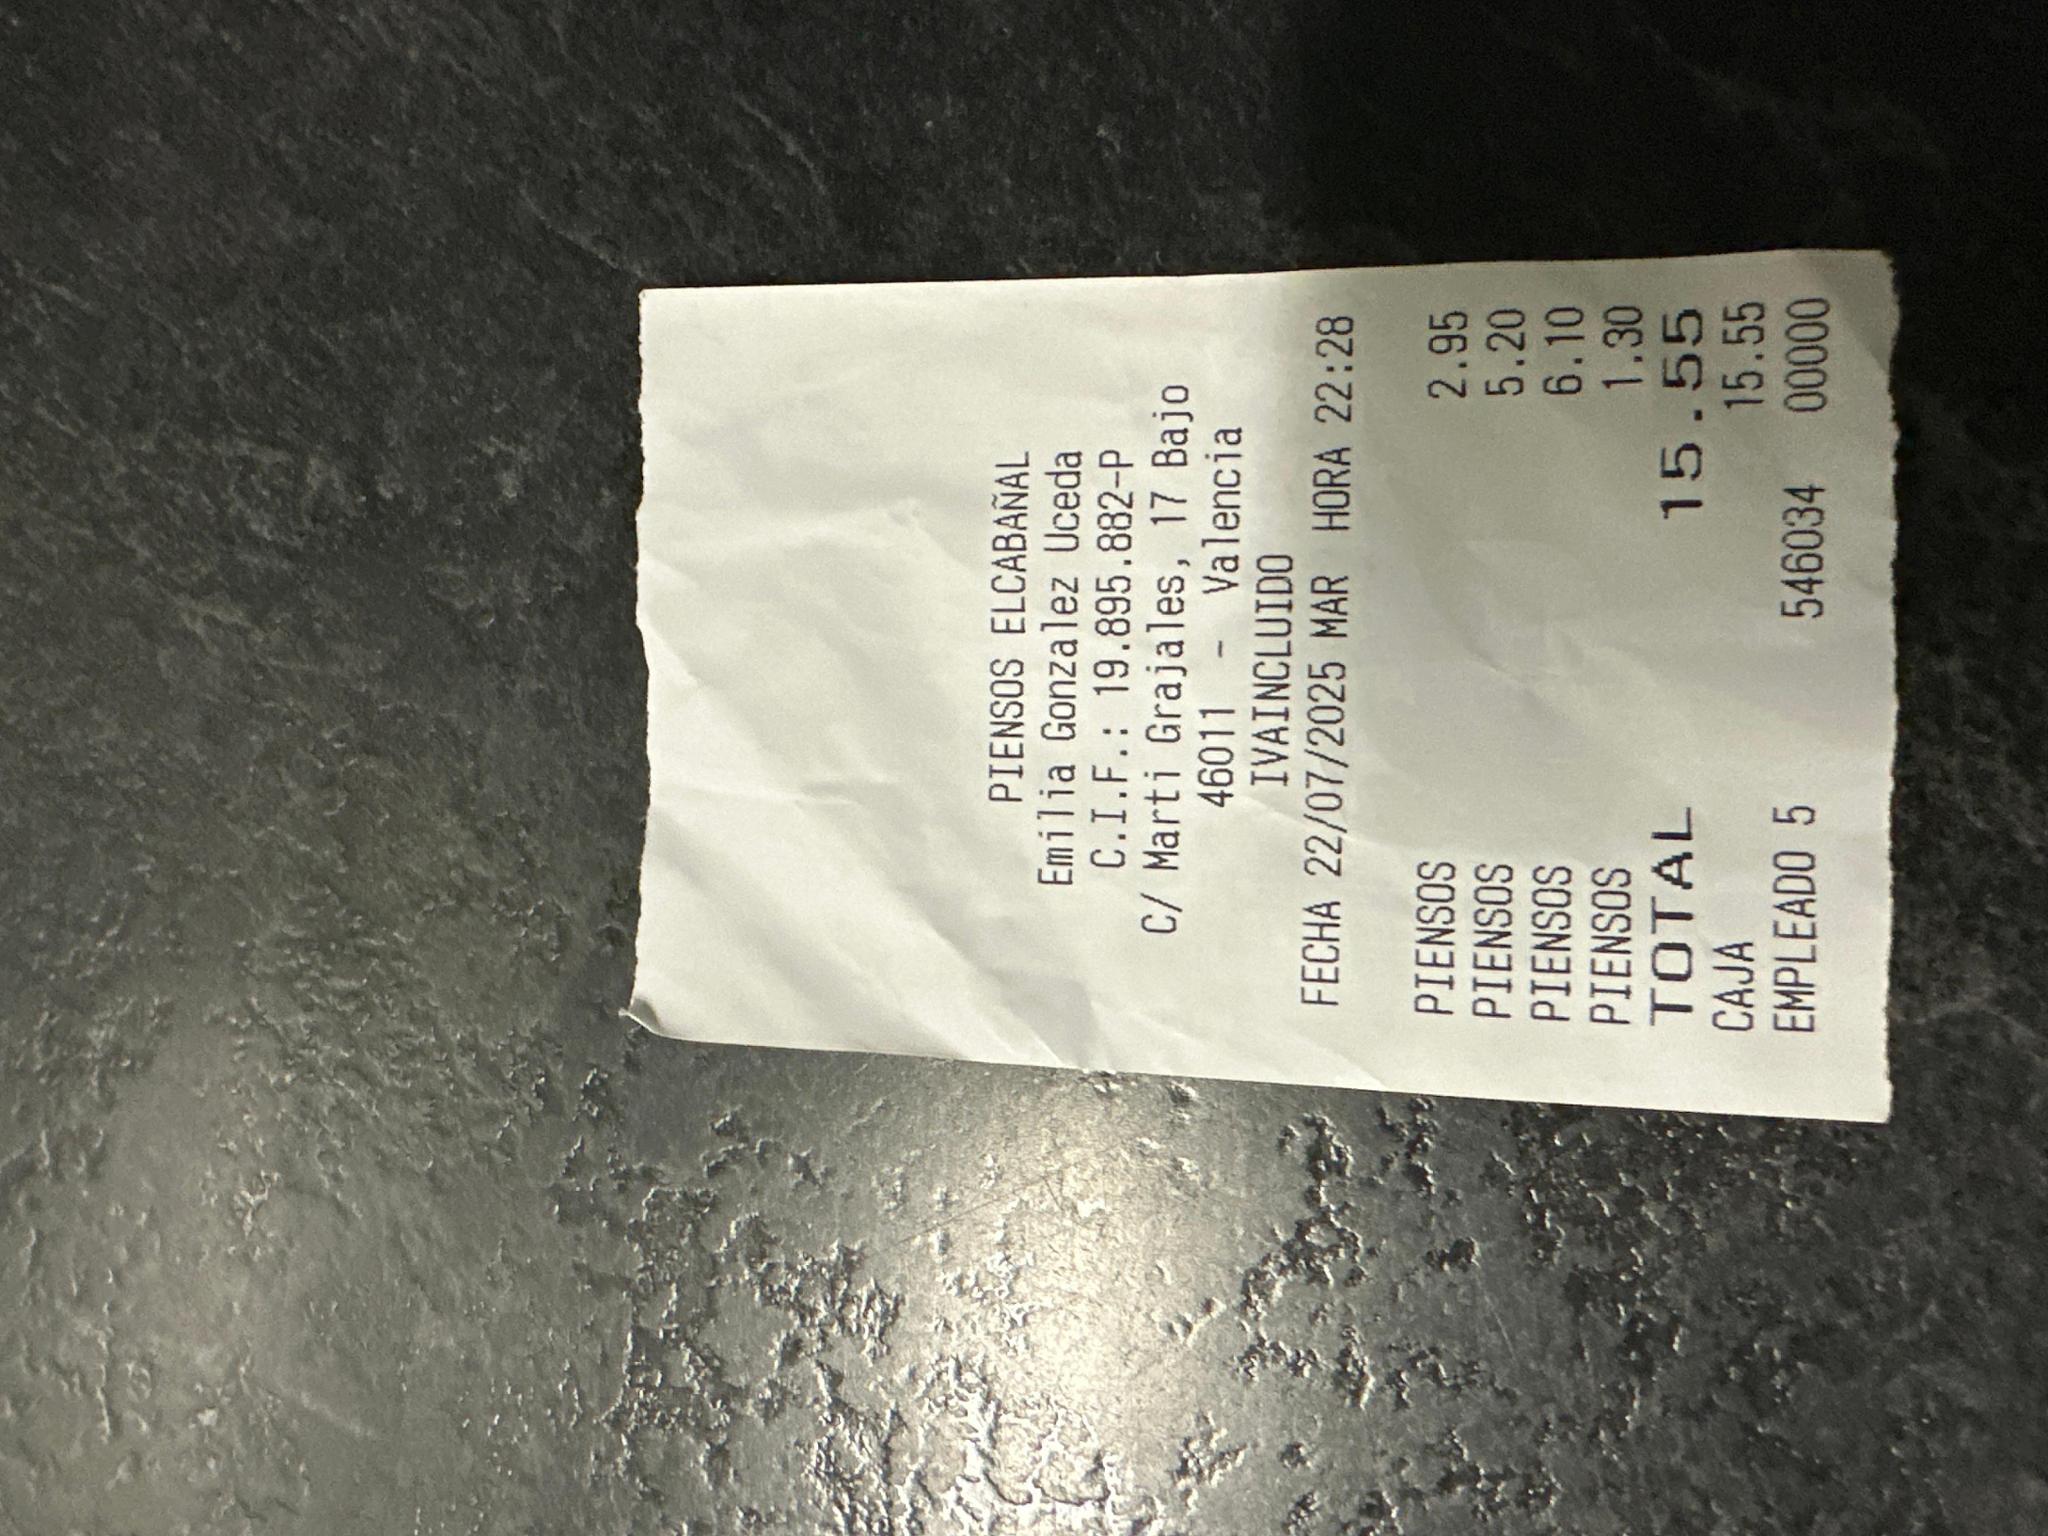 PIENSOS ELCABAÑAL
Emilia Gonzalez Uceda
C.I.F.: 19.895.882-P
C/ Marti Grajales, 17 Bajo
46011 - Valencia
IVAINCLUIDO
FECHA 22/07/2025 MAR HORA 22:28
PIENSOS 2.95
PIENSOS 5.20
PIENSOS 6.10
PIENSOS 1.30
TOTAL 15.55
CAJA 15.55
EMPLEADO 5 546034 00000